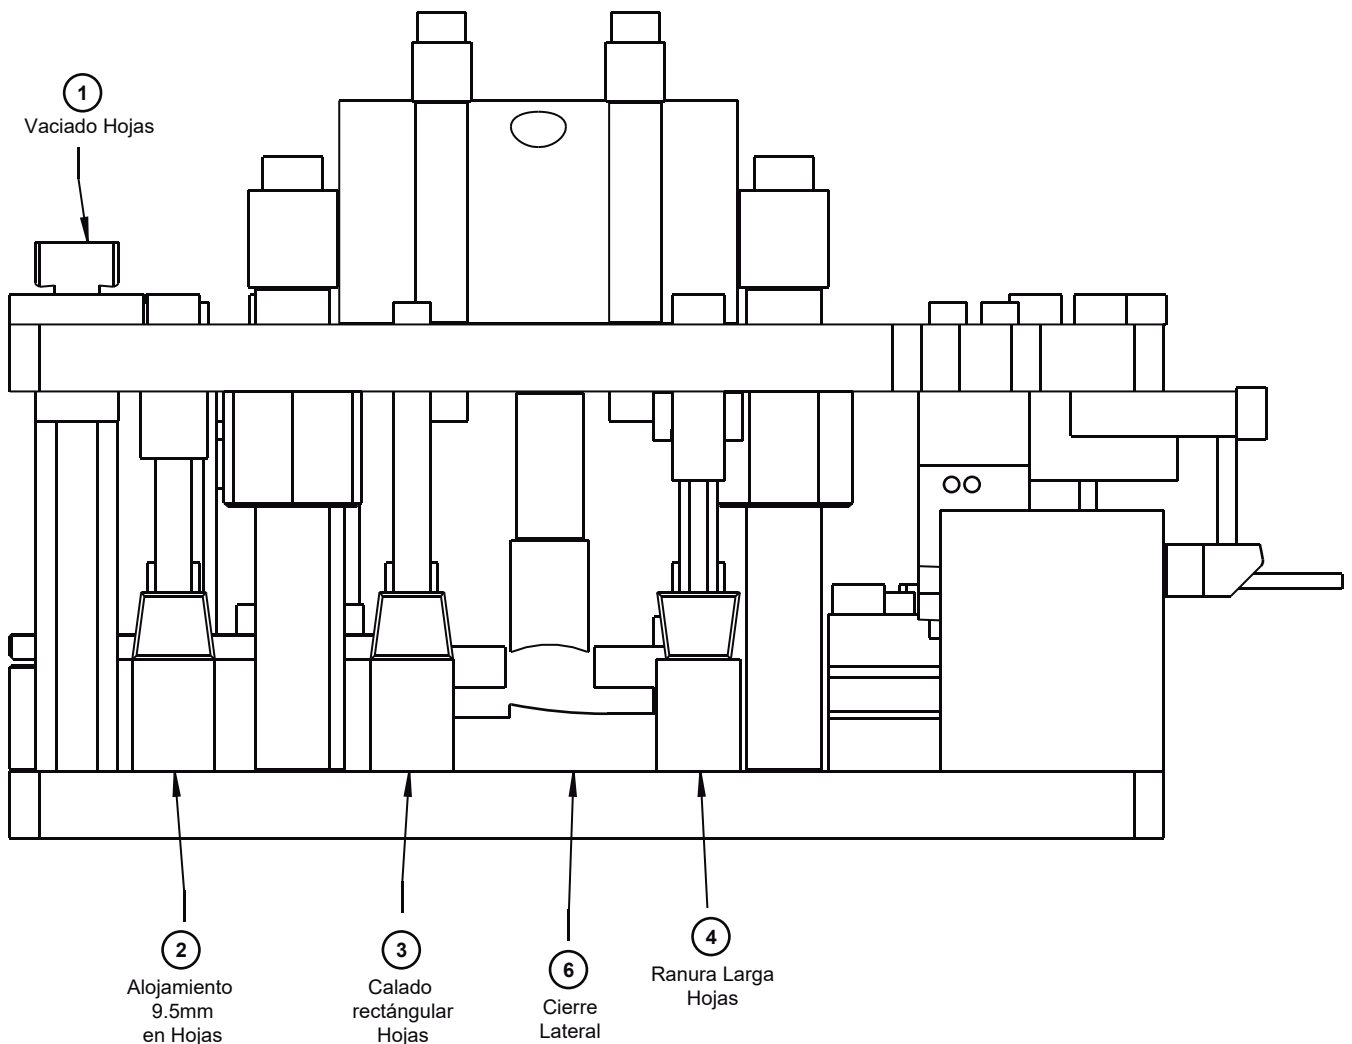 1
Vaciado Hojas
2
Alojamiento
9.5mm
en Hojas
3
Calado
rectángular
Hojas
6
Cierre
Lateral
4
Ranura Larga
Hojas